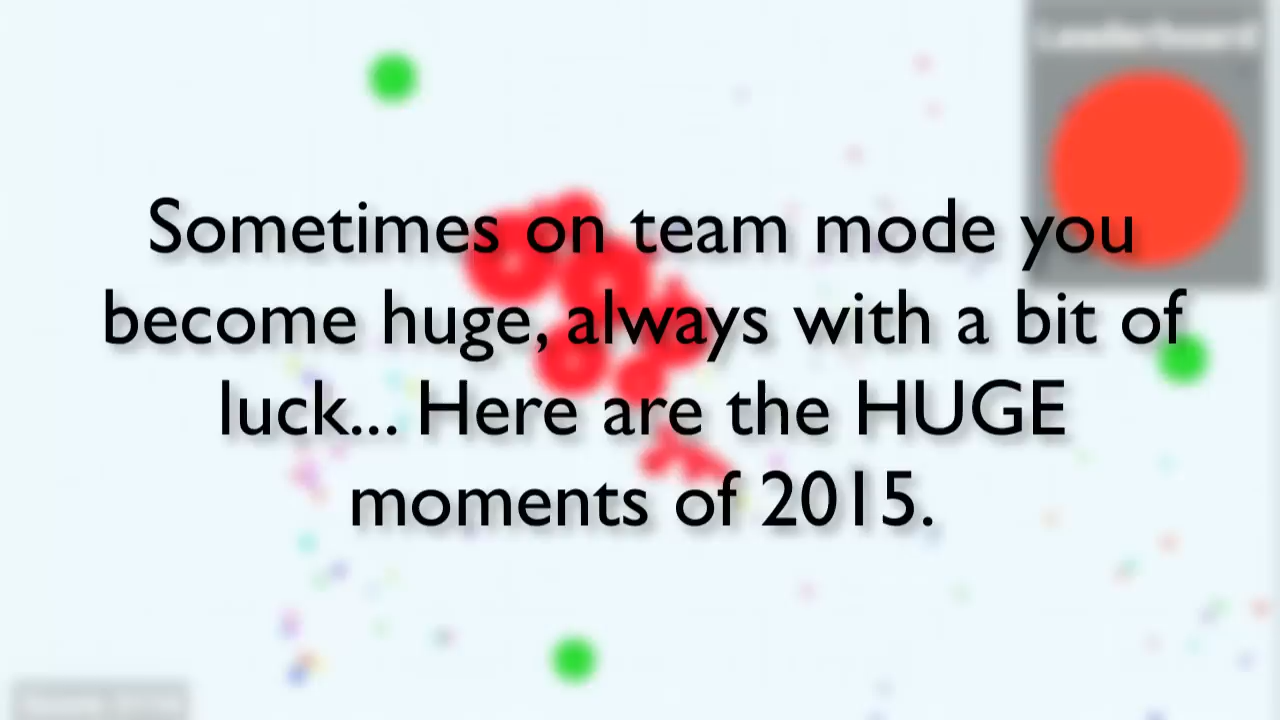 Leaderboard
Sometimes on team mode you
become huge, always with a bit of
luck... Here are the HUGE
moments of 2015.